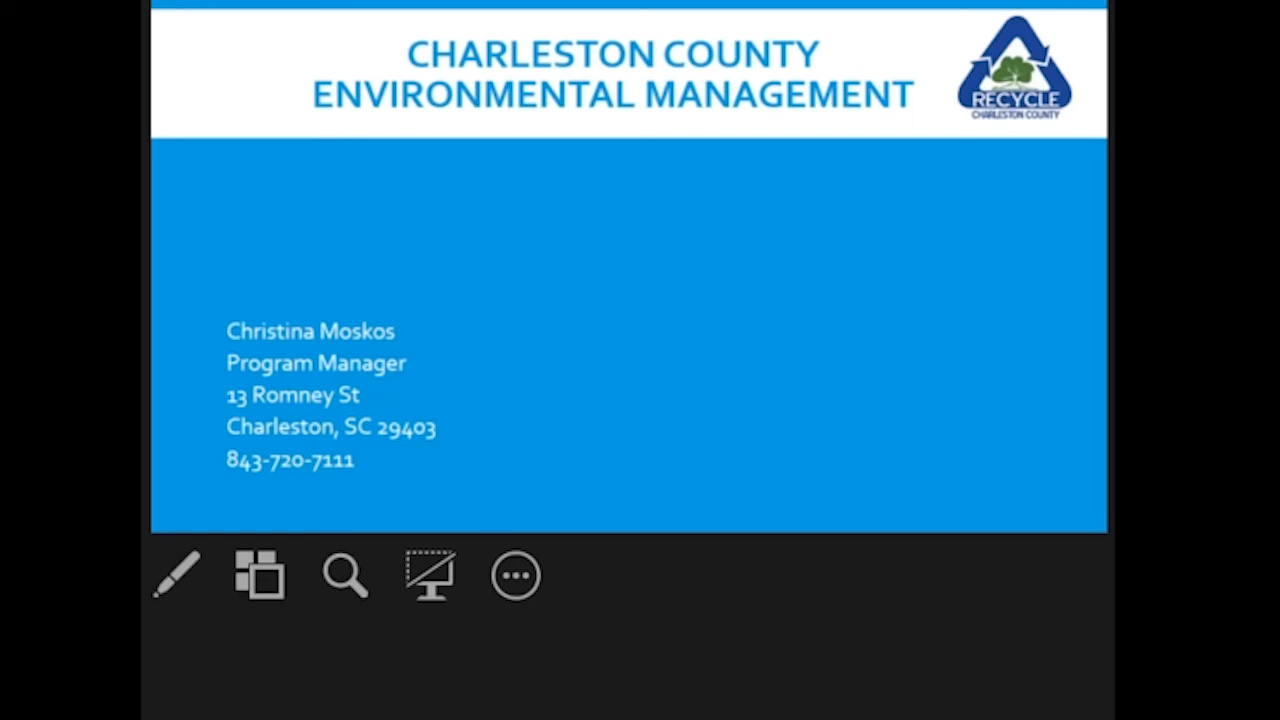 CHARLESTON COUNTY
ENVIRONMENTAL MANAGEMENT
RECYCLE
CHARLESTON COUNTY
Christina Moskos
Program Manager
13 Romney St
Charleston, SC 29403
843-720-7111